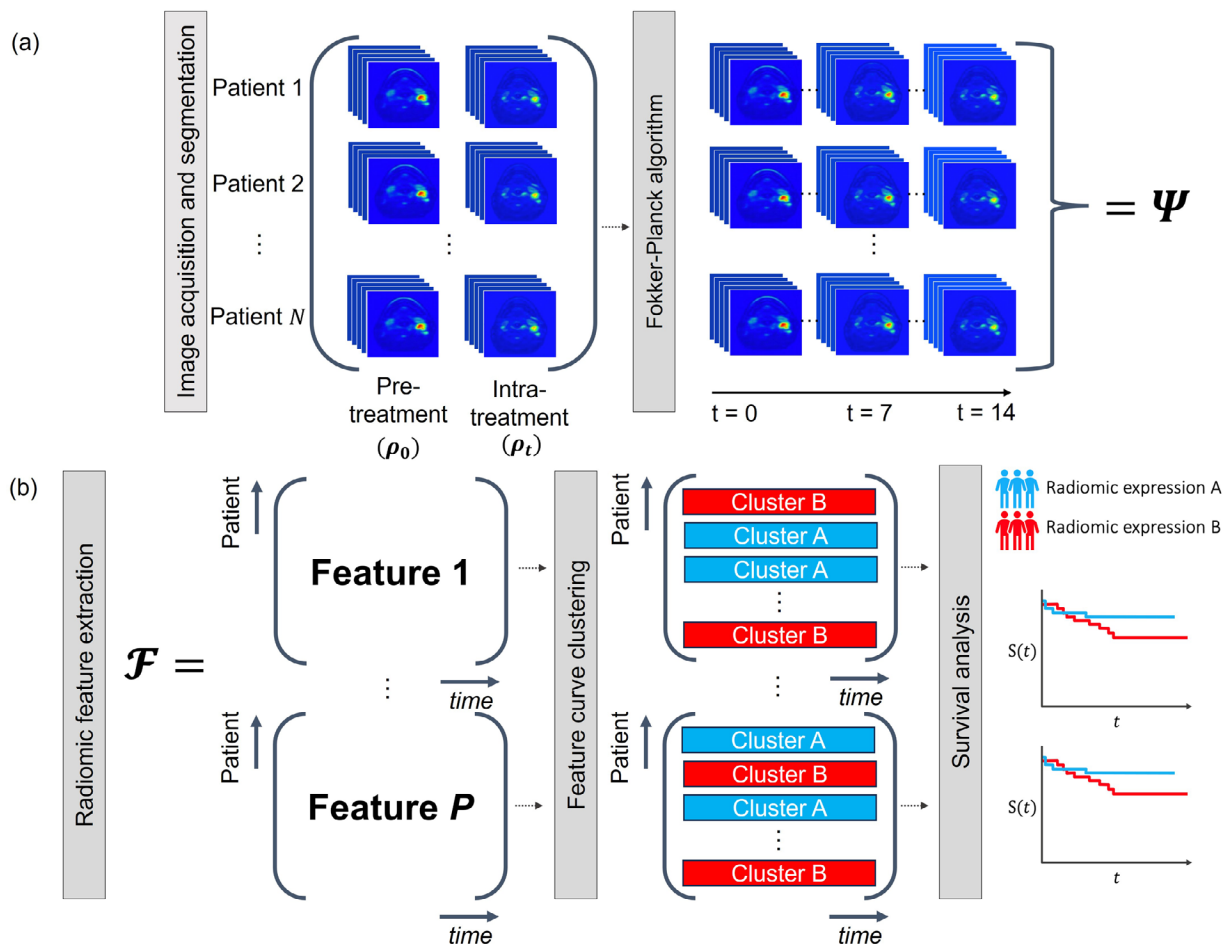 (a)
Image acquisition and segmentation
Patient 1
Patient 2
⋮
Patient N
Pre-
treatment
(ρ₀)
Intra-
treatment
(ρₜ)
Fokker-Planck algorithm
t = 0
t = 7
t = 14
= Ψ
(b)
Radiomic feature extraction
ℱ =
Patient
Feature 1
time
Patient
Feature P
time
Feature curve clustering
Patient
Cluster B
Cluster A
Cluster A
Cluster B
time
Patient
Cluster A
Cluster B
Cluster A
Cluster B
time
Survival analysis
Radiomic expression A
Radiomic expression B
S(t)
t
S(t)
t